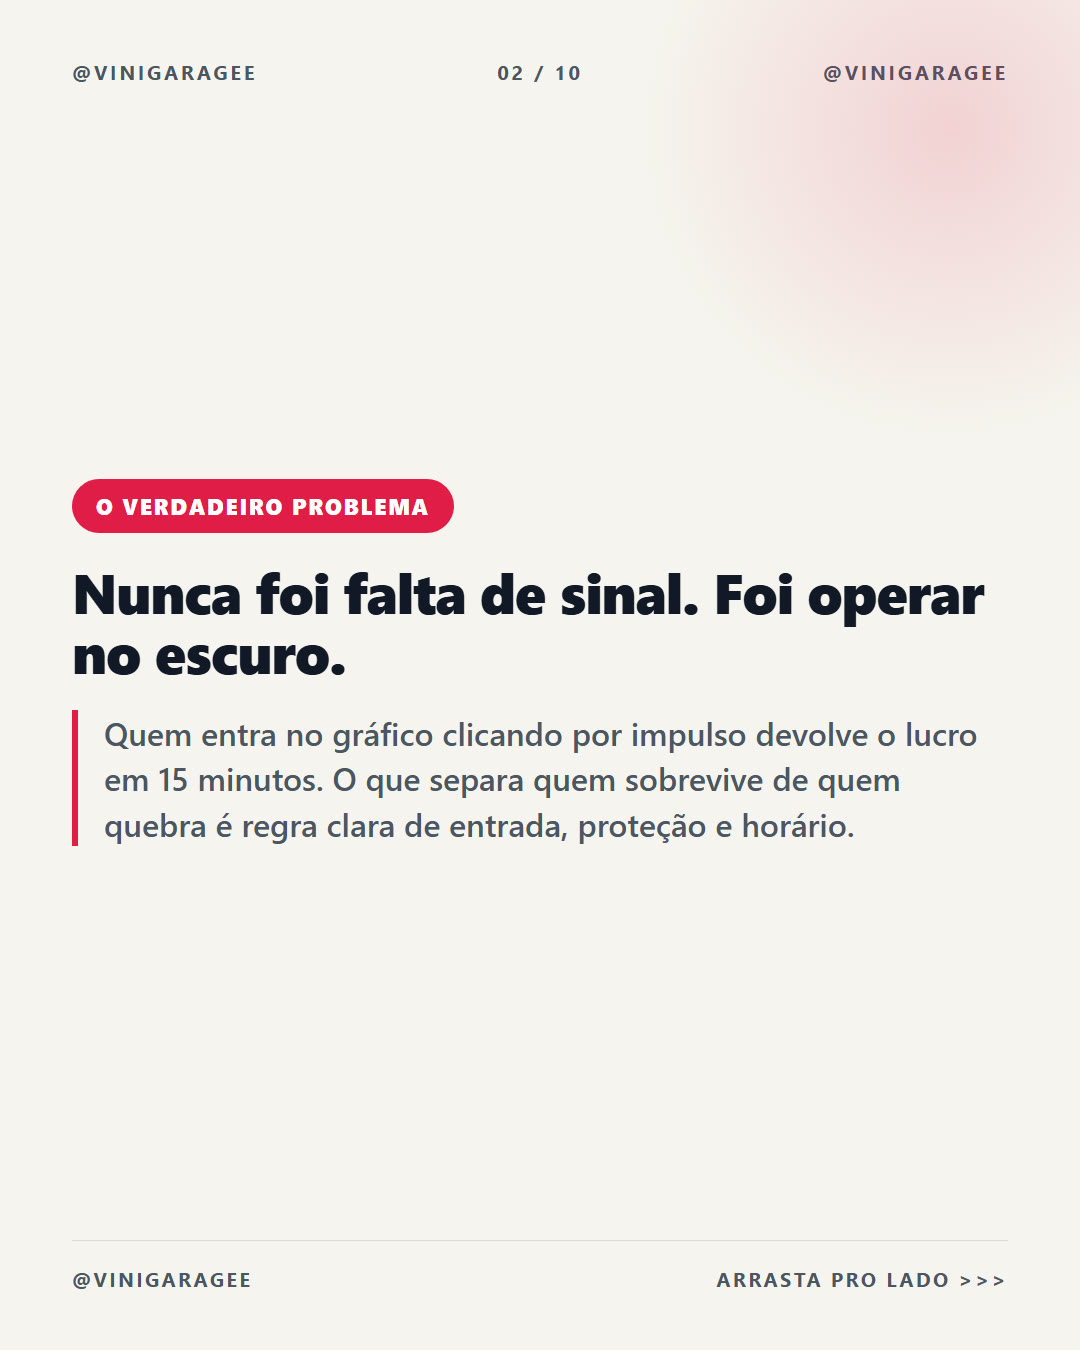 @VINIGARAGEE
02 / 10
@VINIGARAGEE
O VERDADEIRO PROBLEMA
Nunca foi falta de sinal. Foi operar
no escuro.
Quem entra no gráfico clicando por impulso devolve o lucro
em 15 minutos. O que separa quem sobrevive de quem
quebra é regra clara de entrada, proteção e horário.
@VINIGARAGEE
ARRASTA PRO LADO >>>